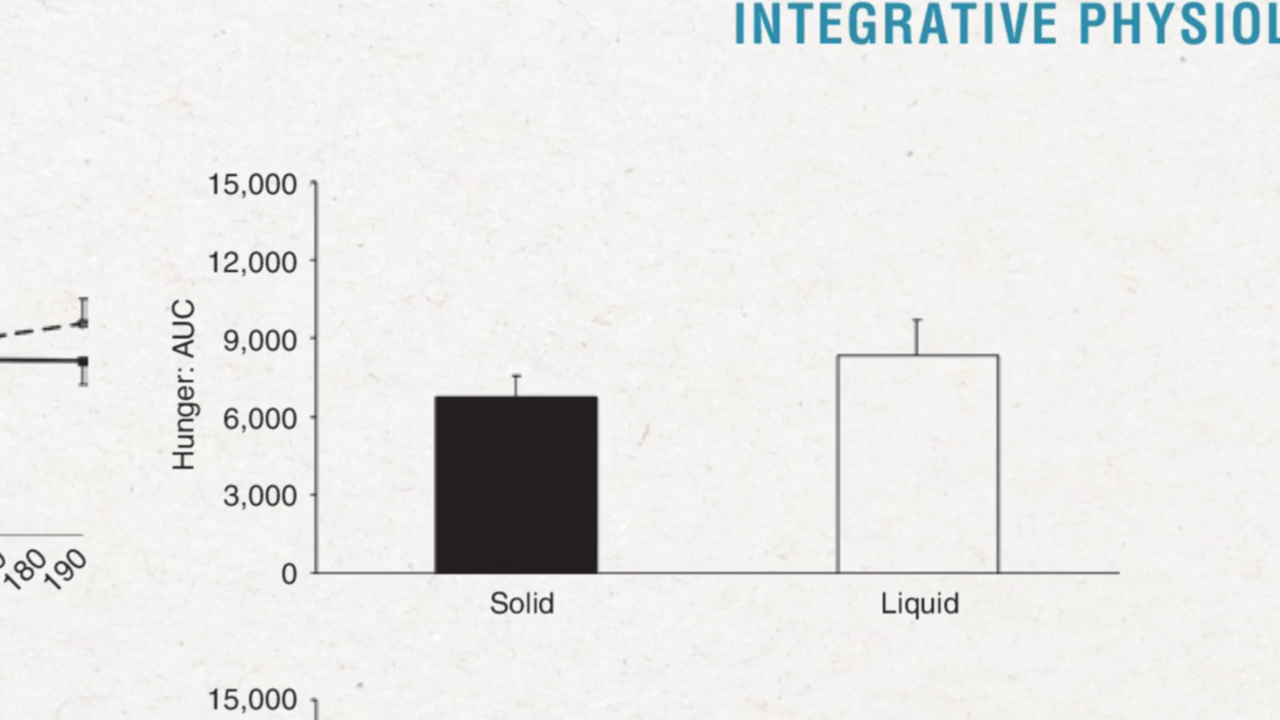 INTEGRATIVE PHYSIOL
15,000
12,000
9,000
6,000
3,000
0
Hunger: AUC
Solid
Liquid
180
190
15,000